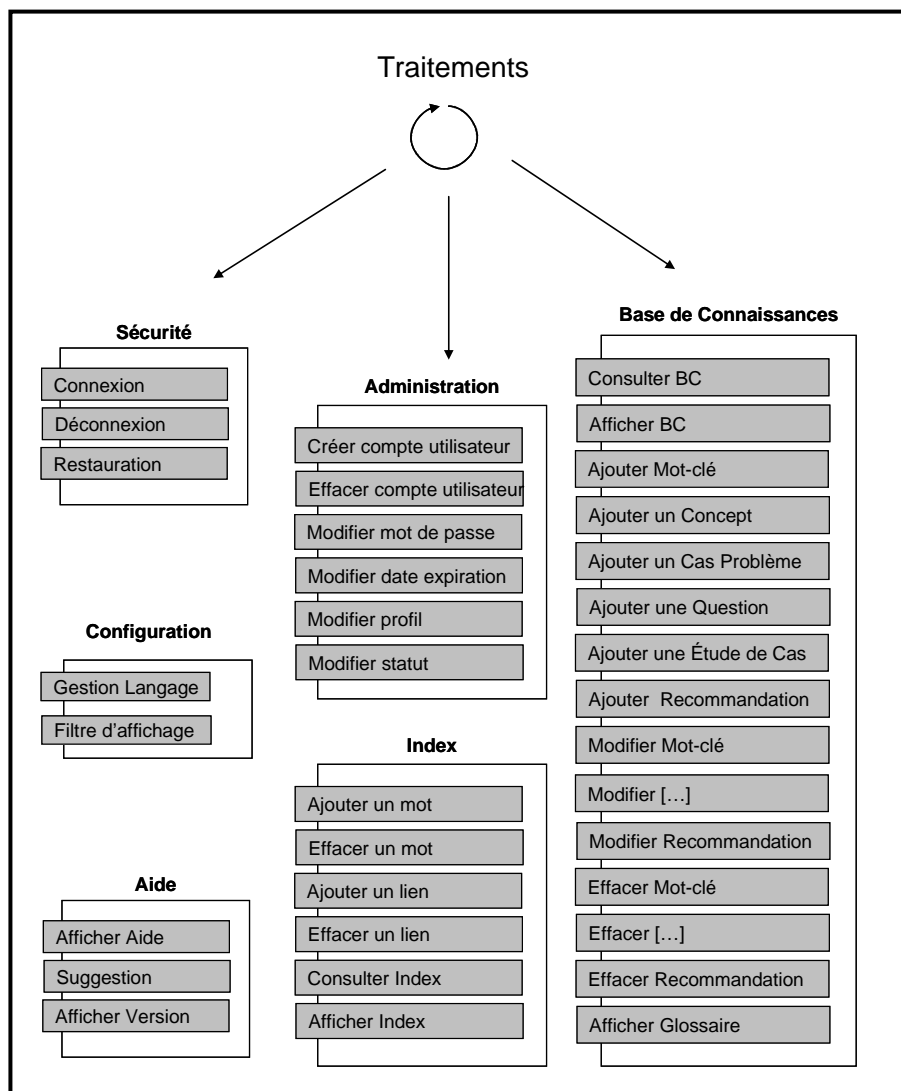 Traitements
Sécurité
Connexion
Déconnexion
Restauration
Configuration
Gestion Langage
Filtre d'affichage
Aide
Afficher Aide
Suggestion
Afficher Version
Administration
Créer compte utilisateur
Effacer compte utilisateur
Modifier mot de passe
Modifier date expiration
Modifier profil
Modifier statut
Index
Ajouter un mot
Effacer un mot
Ajouter un lien
Effacer un lien
Consulter Index
Afficher Index
Base de Connaissances
Consulter BC
Afficher BC
Ajouter Mot-clé
Ajouter un Concept
Ajouter un Cas Problème
Ajouter une Question
Ajouter une Étude de Cas
Ajouter  Recommandation
Modifier Mot-clé
Modifier […]
Modifier Recommandation
Effacer Mot-clé
Effacer […]
Effacer Recommandation
Afficher Glossaire